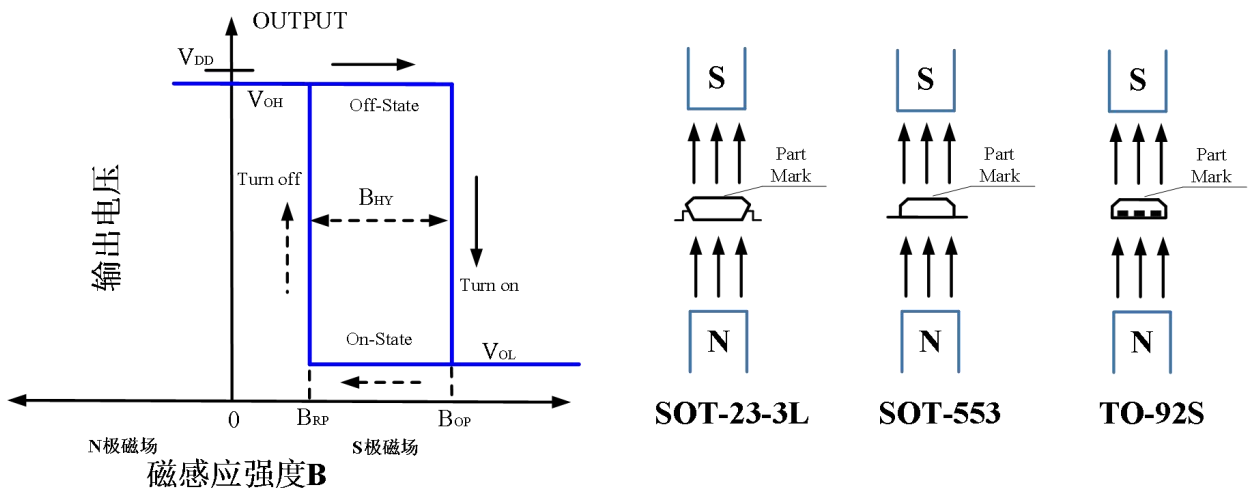 OUTPUT
VDD
VOH
Off-State
Turn off
BHY
输出电压
Turn on
On-State
VOL
0
BRP
BOP
N极磁场
S极磁场
磁感应强度B
S
Part
Mark
N
SOT-23-3L
S
Part
Mark
N
SOT-553
S
Part
Mark
N
TO-92S